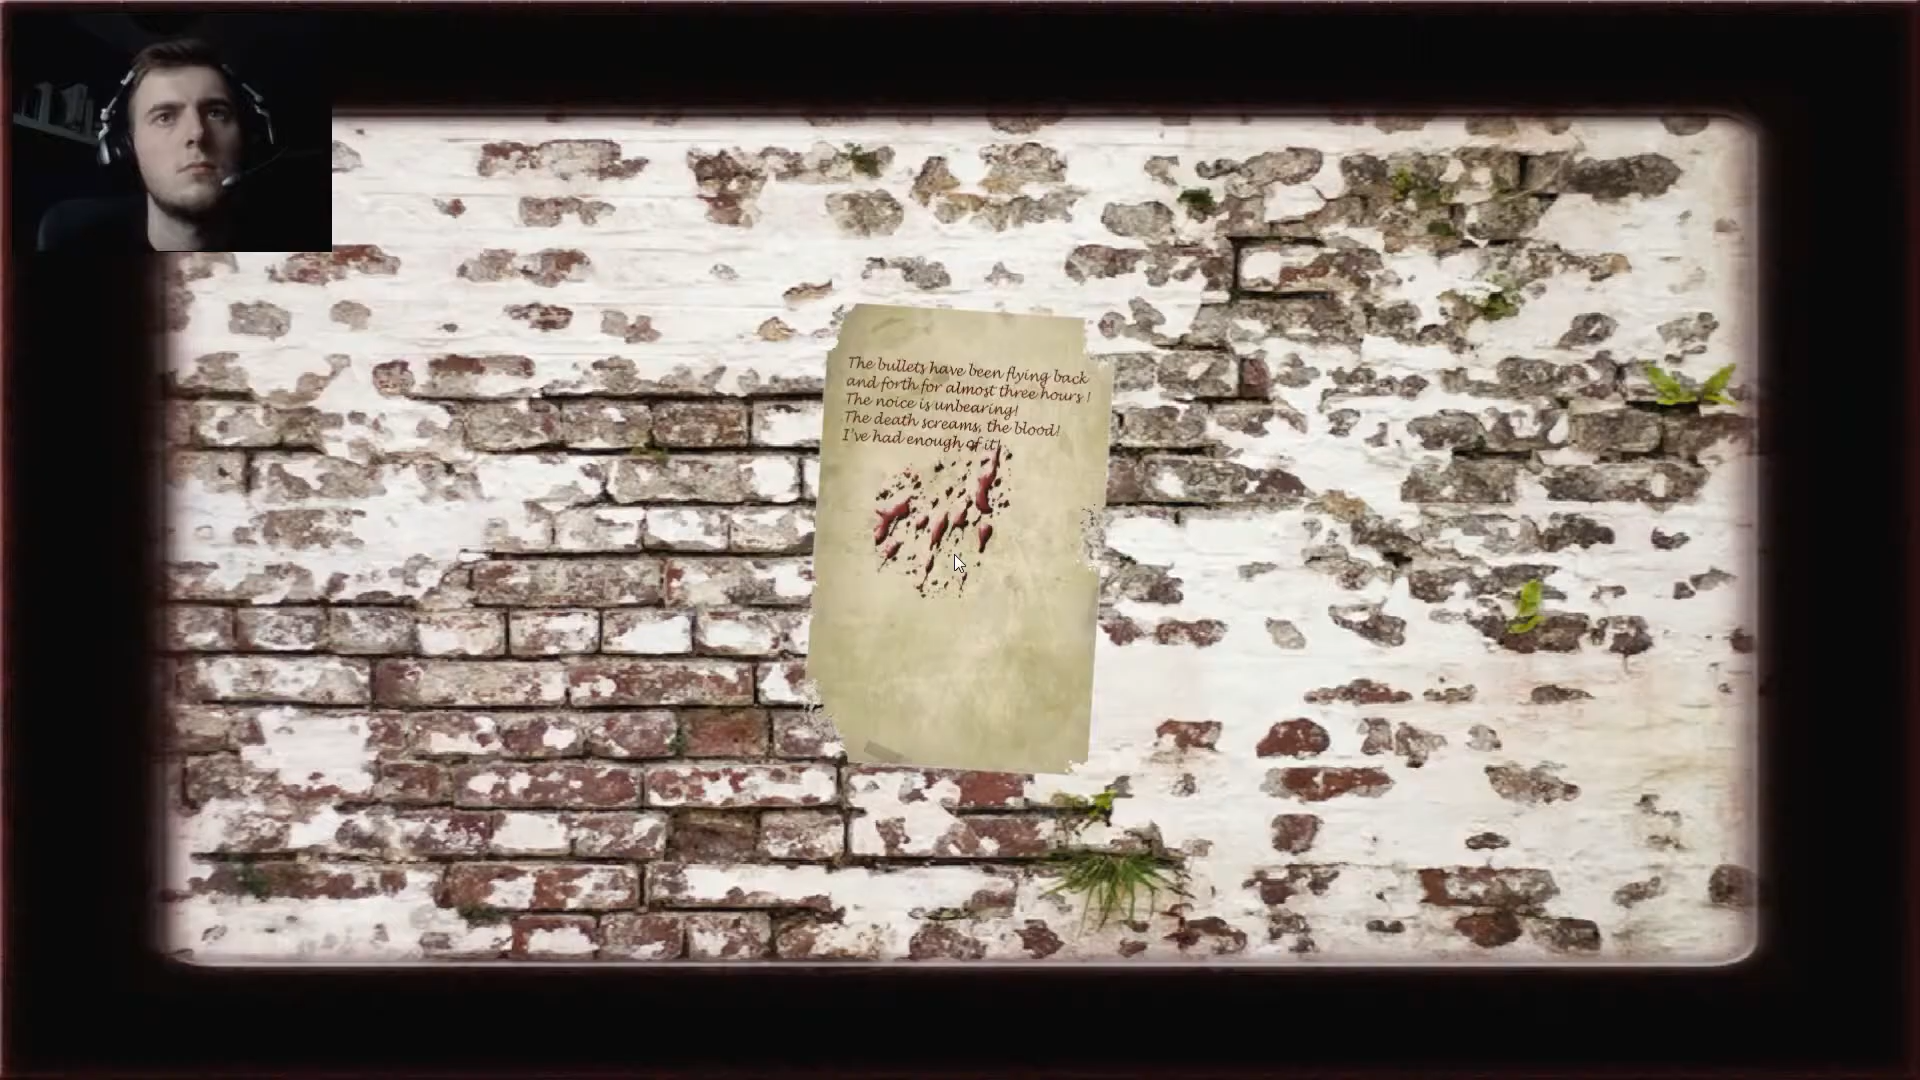 The bullets have been flying back
and forth for almost three hours !
The noice is unbearing!
The death screams, the blood!
I've had enough of it!